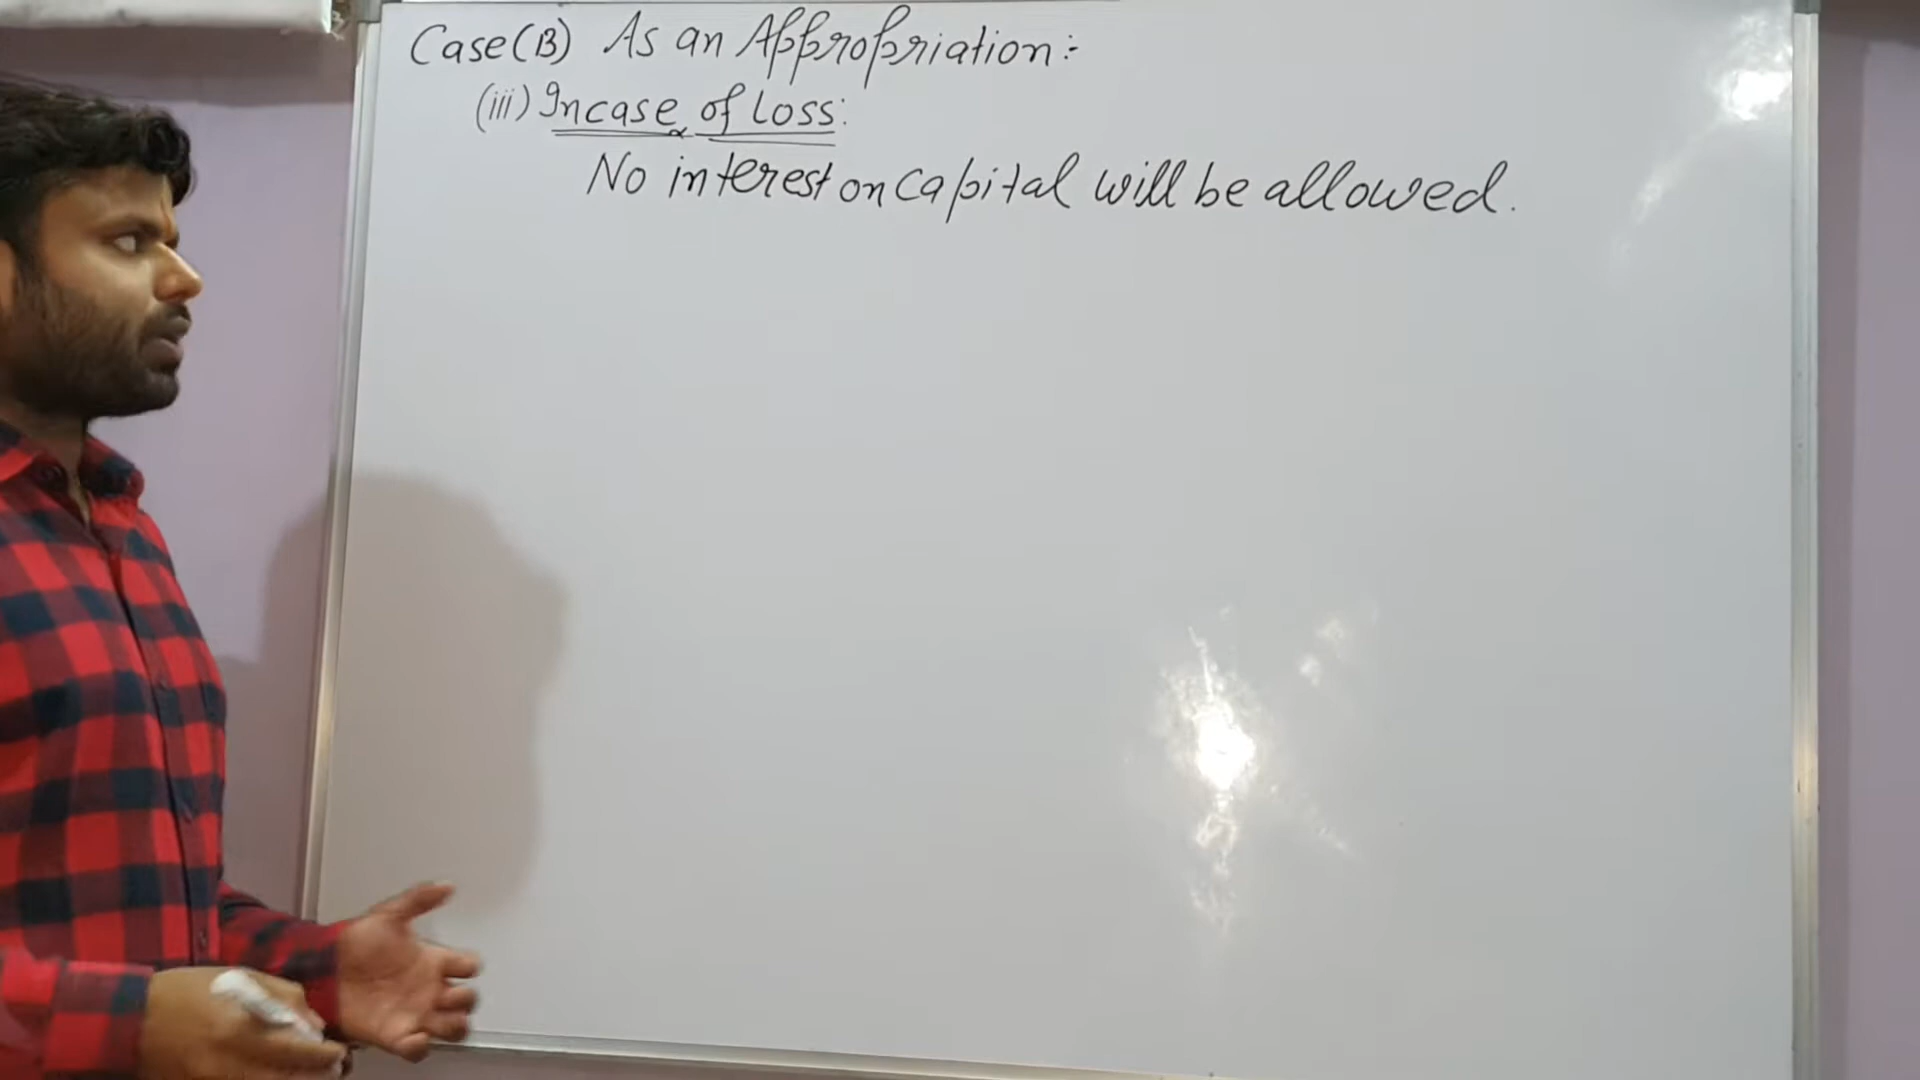 Case(B) As an Appropriation:-
(iii) Incase of Loss:
No interest on capital will be allowed.